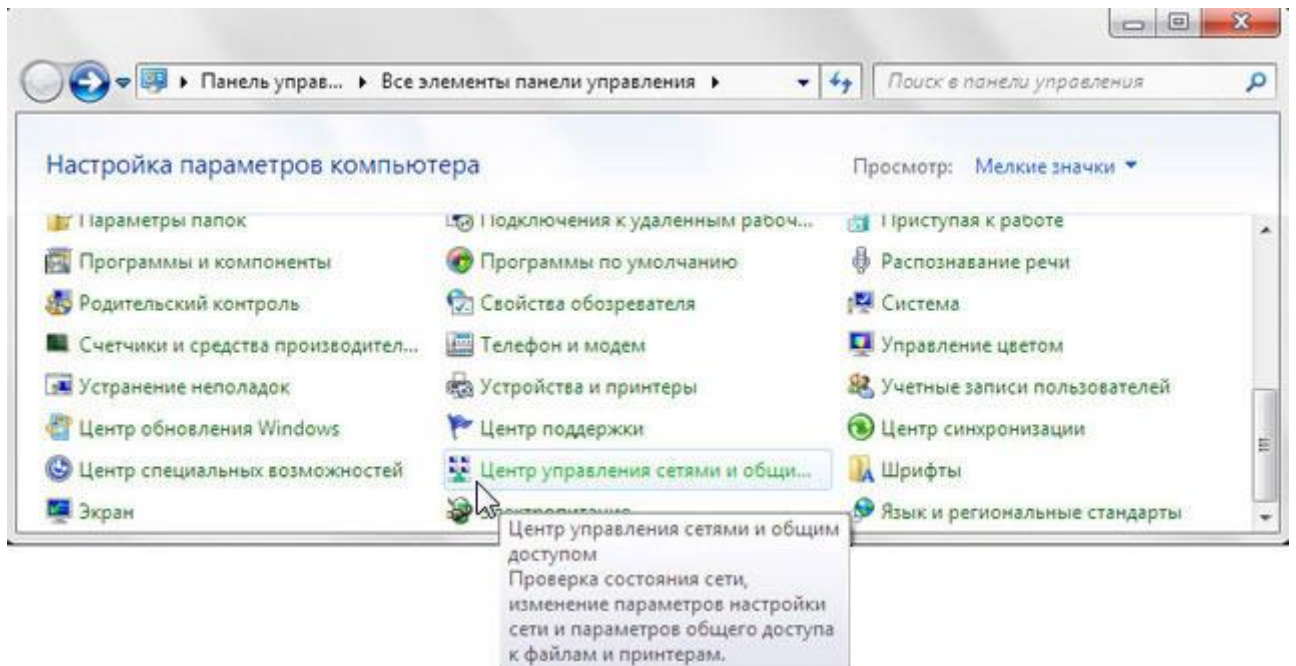 Панель управ... Все элементы панели управления Поиск в панели управления
Настройка параметров компьютера Просмотр: Мелкие значки
Параметры папок Подключения к удаленным рабоч... Приступая к работе
Программы и компоненты Программы по умолчанию Распознавание речи
Родительский контроль Свойства обозревателя Система
Счетчики и средства производител... Телефон и модем Управление цветом
Устранение неполадок Устройства и принтеры Учетные записи пользователей
Центр обновления Windows Центр поддержки Центр синхронизации
Центр специальных возможностей Центр управления сетями и общи... Шрифты
Экран Электропитание Язык и региональные стандарты
Центр управления сетями и общим
доступом
Проверка состояния сети,
изменение параметров настройки
сети и параметров общего доступа
к файлам и принтерам.